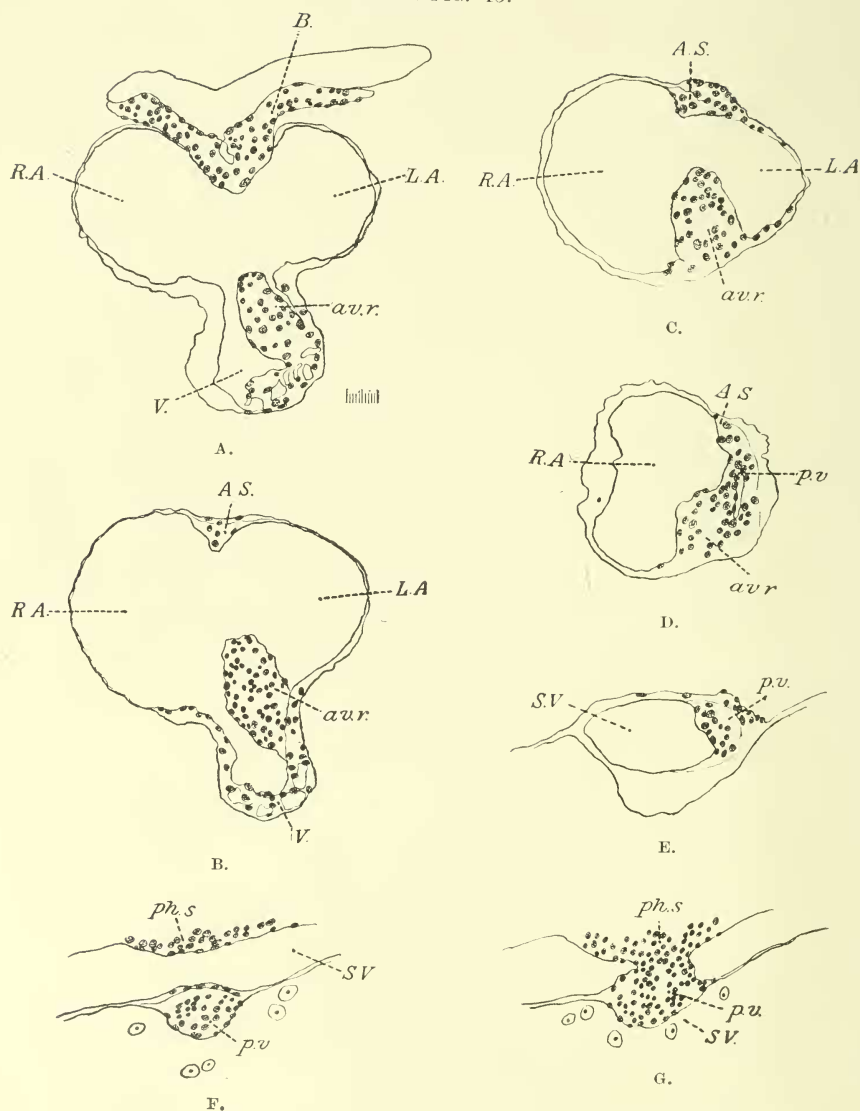 B.
R.A.
L.A.
av.r.
V.
A.
A.S.
R.A.
L.A
av.r.
C.
A S
R.A
p.v
av r
D.
A S.
R A.
L.A
av.r.
V.
B.
S.V
p.v.
E.
ph.s
S V
p.v
F.
ph.s
p.v.
S V.
G.